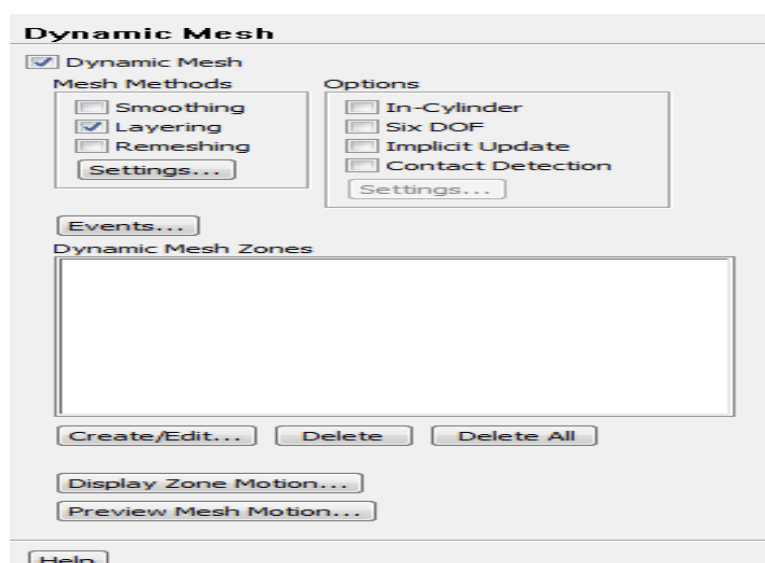 Dynamic Mesh
Dynamic Mesh
Mesh Methods
Smoothing
Layering
Remeshing
Settings...
Options
In-Cylinder
Six DOF
Implicit Update
Contact Detection
Settings...
Events...
Dynamic Mesh Zones
Create/Edit... Delete Delete All
Display Zone Motion...
Preview Mesh Motion...
Help